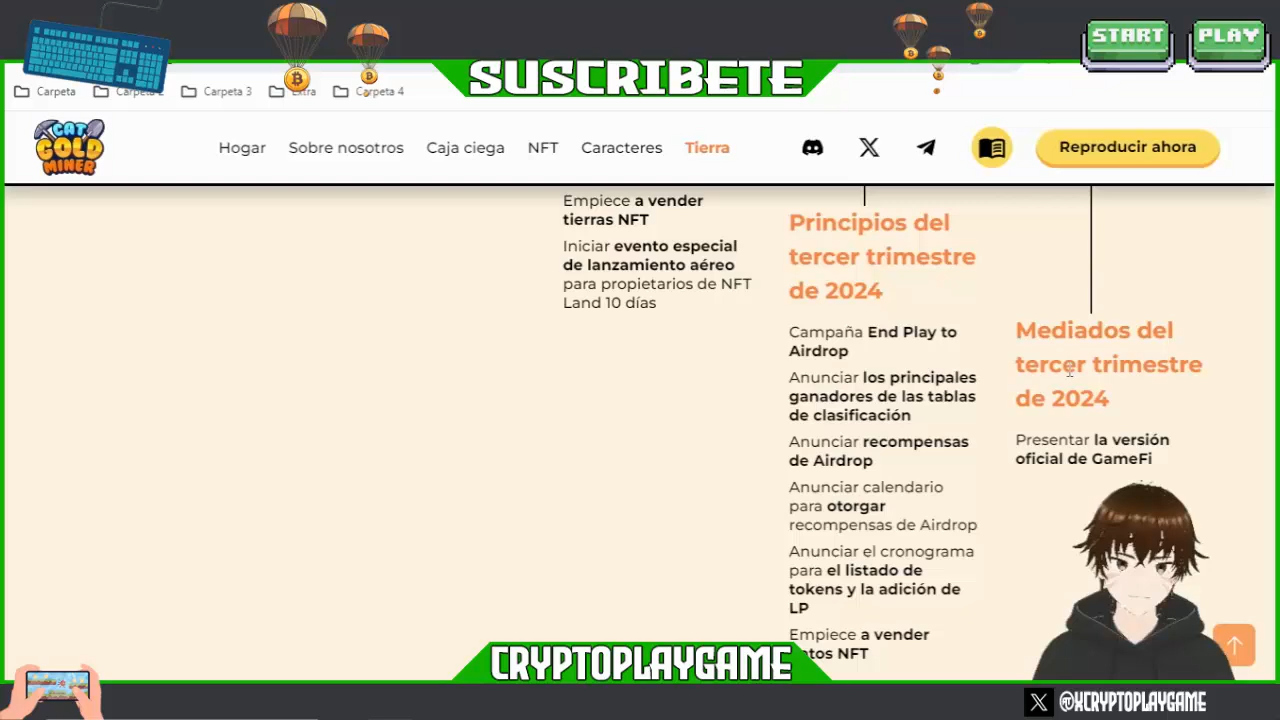 START
PLAY
SUSCRIBETE
Carpeta
Carpeta 2
Carpeta 3
Extra
Carpeta 4
CAT
GOLD
MINER
Hogar
Sobre nosotros
Caja ciega
NFT
Caracteres
Tierra
Reproducir ahora
Empiece a vender
tierras NFT
Iniciar evento especial
de lanzamiento aéreo
para propietarios de NFT
Land 10 días
Principios del
tercer trimestre
de 2024
Campaña End Play to
Airdrop
Anunciar los principales
ganadores de las tablas
de clasificación
Anunciar recompensas
de Airdrop
Anunciar calendario
para otorgar
recompensas de Airdrop
Anunciar el cronograma
para el listado de
tokens y la adición de
LP
Empiece a vender
NFT
Mediados del
tercer trimestre
de 2024
Presentar la versión
oficial de GameFi
CRYPTOPLAYGAME
@XCRYPTOPLAYGAME